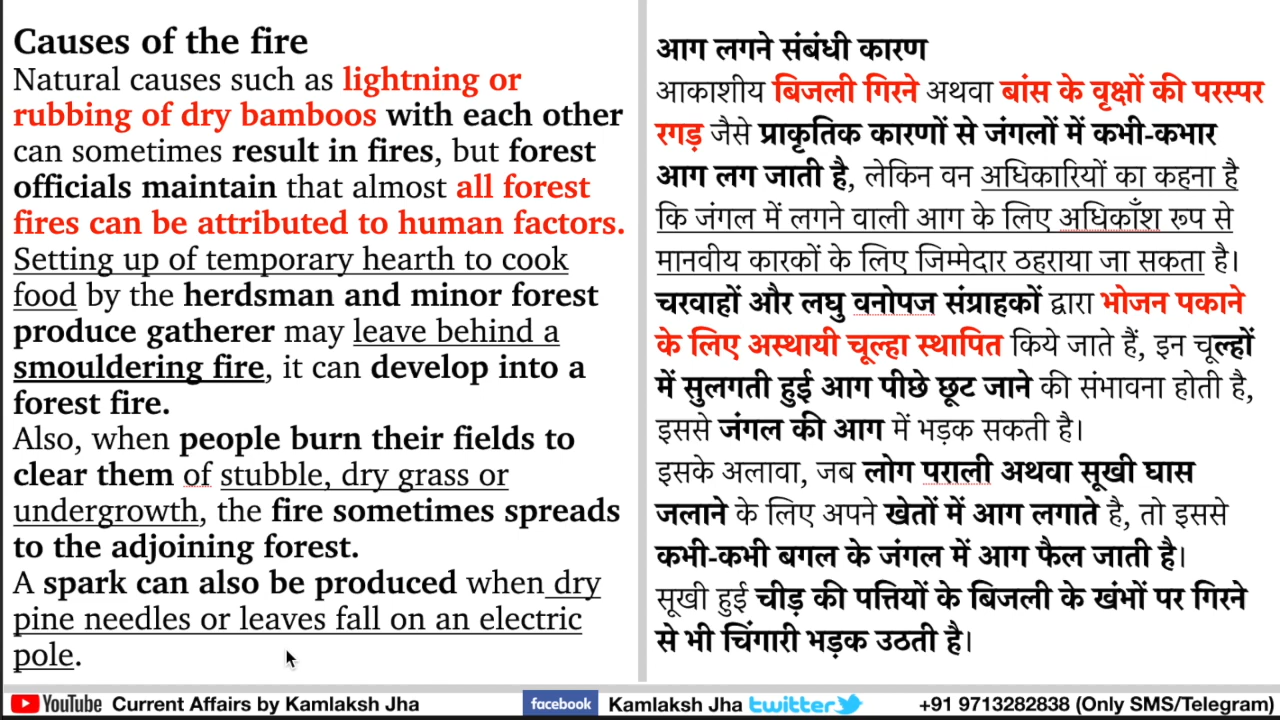 Causes of the fire
Natural causes such as lightning or
rubbing of dry bamboos with each other
can sometimes result in fires, but forest
officials maintain that almost all forest
fires can be attributed to human factors.
Setting up of temporary hearth to cook
food by the herdsman and minor forest
produce gatherer may leave behind a
smouldering fire, it can develop into a
forest fire.
Also, when people burn their fields to
clear them of stubble, dry grass or
undergrowth, the fire sometimes spreads
to the adjoining forest.
A spark can also be produced when dry
pine needles or leaves fall on an electric
pole.
आग लगने संबंधी कारण
आकाशीय बिजली गिरने अथवा बांस के वृक्षों की परस्पर
रगड़ जैसे प्राकृतिक कारणों से जंगलों में कभी-कभार
आग लग जाती है, लेकिन वन अधिकारियों का कहना है
कि जंगल में लगने वाली आग के लिए अधिकाँश रूप से
मानवीय कारकों के लिए जिम्मेदार ठहराया जा सकता है।
चरवाहों और लघु वनोपज संग्राहकों द्वारा भोजन पकाने
के लिए अस्थायी चूल्हा स्थापित किये जाते हैं, इन चूल्हों
में सुलगती हुई आग पीछे छूट जाने की संभावना होती है,
इससे जंगल की आग में भड़क सकती है।
इसके अलावा, जब लोग पराली अथवा सूखी घास
जलाने के लिए अपने खेतों में आग लगाते है, तो इससे
कभी-कभी बगल के जंगल में आग फैल जाती है।
सूखी हुई चीड़ की पत्तियों के बिजली के खंभों पर गिरने
से भी चिंगारी भड़क उठती है।
YouTube Current Affairs by Kamlaksh Jha facebook Kamlaksh Jha twitter +91 9713282838 (Only SMS/Telegram)